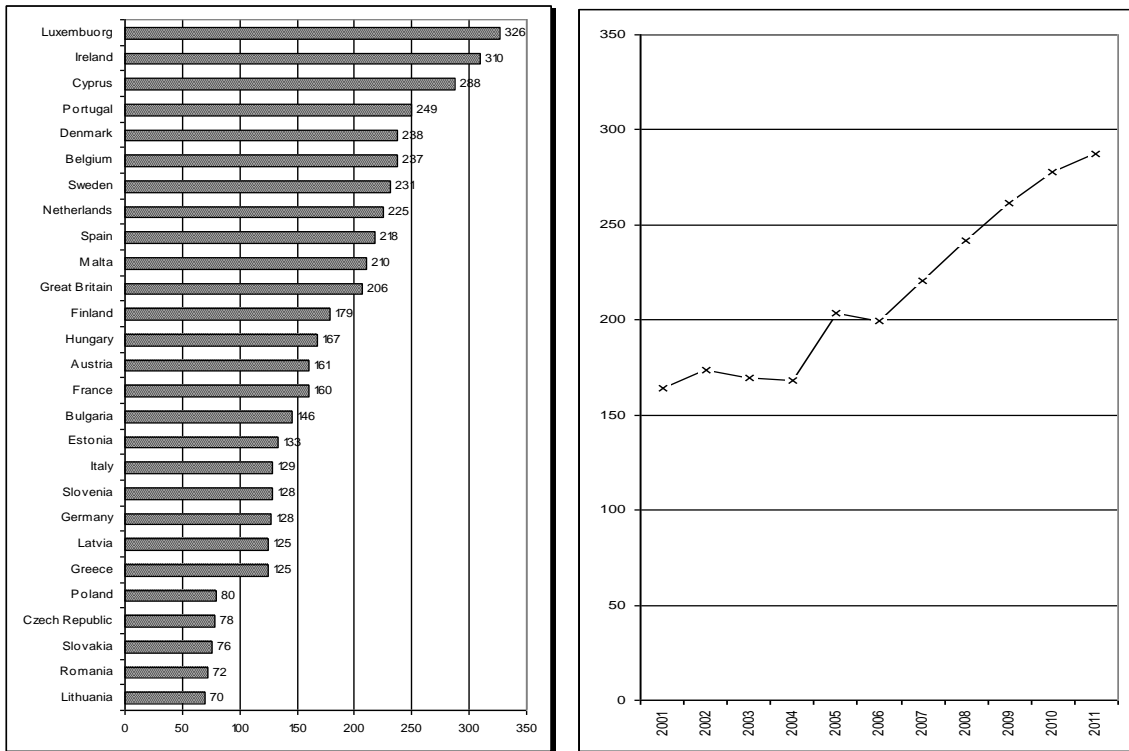 Luxembuorg 326
Ireland 310
Cyprus 288
Portugal 249
Denmark 238
Belgium 237
Sweden 231
Netherlands 225
Spain 218
Malta 210
Great Britain 206
Finland 179
Hungary 167
Austria 161
France 160
Bulgaria 146
Estonia 133
Italy 129
Slovenia 128
Germany 128
Latvia 125
Greece 125
Poland 80
Czech Republic 78
Slovakia 76
Romania 72
Lithuania 70
0 50 100 150 200 250 300 350
350
300
250
200
150
100
50
0
2001 2002 2003 2004 2005 2006 2007 2008 2009 2010 2011